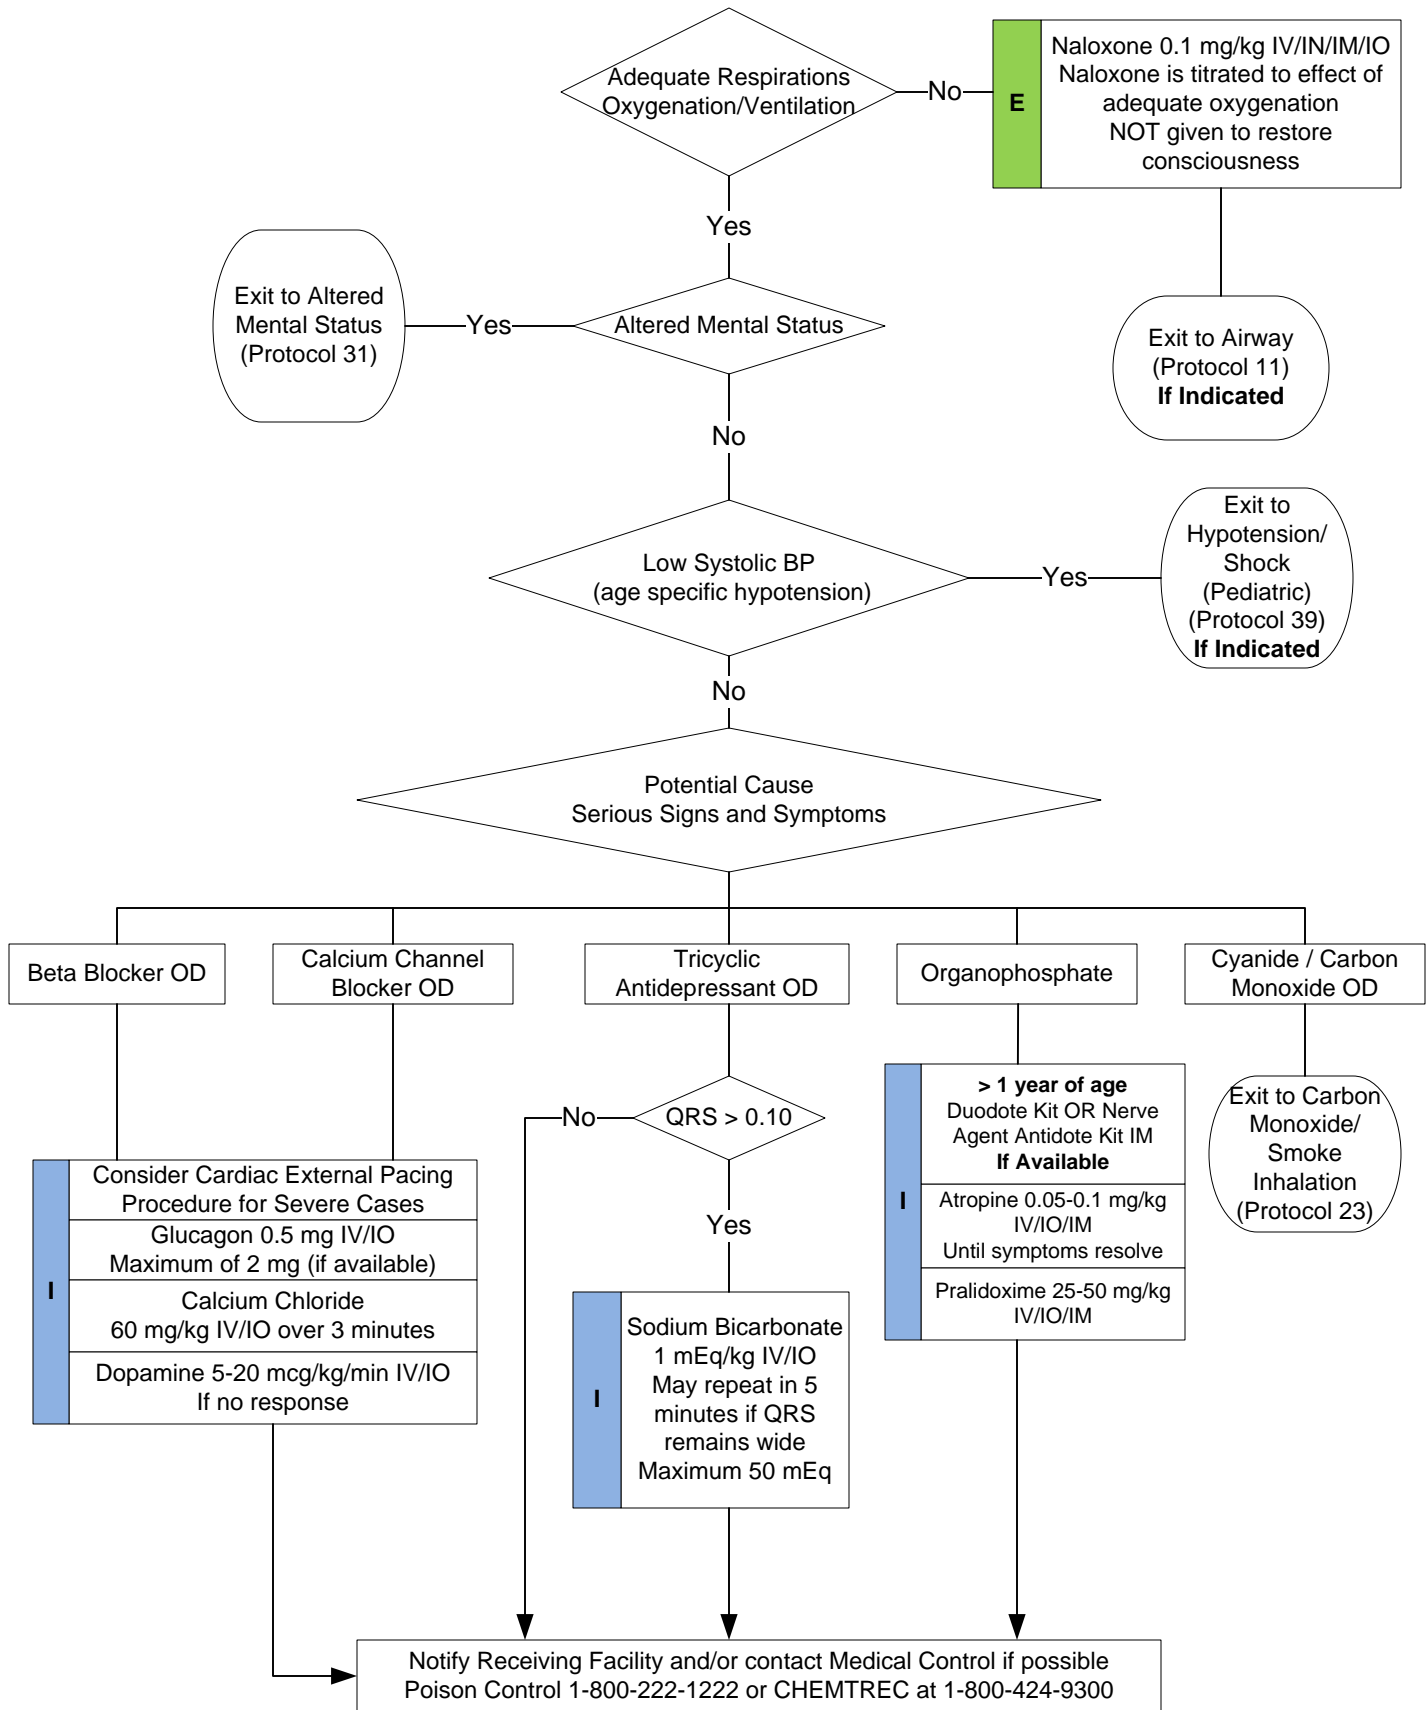 Adequate Respirations
Oxygenation/Ventilation
No
E
Naloxone 0.1 mg/kg IV/IN/IM/IO
Naloxone is titrated to effect of
adequate oxygenation
NOT given to restore
consciousness
Yes
Exit to Altered
Mental Status
(Protocol 31)
Yes
Altered Mental Status
Exit to Airway
(Protocol 11)
If Indicated
No
Low Systolic BP
(age specific hypotension)
Yes
Exit to
Hypotension/
Shock
(Pediatric)
(Protocol 39)
If Indicated
No
Potential Cause
Serious Signs and Symptoms
Beta Blocker OD
Calcium Channel
Blocker OD
Tricyclic
Antidepressant OD
Organophosphate
Cyanide / Carbon
Monoxide OD
I
Consider Cardiac External Pacing
Procedure for Severe Cases
Glucagon 0.5 mg IV/IO
Maximum of 2 mg (if available)
Calcium Chloride
60 mg/kg IV/IO over 3 minutes
Dopamine 5-20 mcg/kg/min IV/IO
If no response
No
QRS > 0.10
Yes
I
Sodium Bicarbonate
1 mEq/kg IV/IO
May repeat in 5
minutes if QRS
remains wide
Maximum 50 mEq
I
> 1 year of age
Duodote Kit OR Nerve
Agent Antidote Kit IM
If Available
Atropine 0.05-0.1 mg/kg
IV/IO/IM
Until symptoms resolve
Pralidoxime 25-50 mg/kg
IV/IO/IM
Exit to Carbon
Monoxide/
Smoke
Inhalation
(Protocol 23)
Notify Receiving Facility and/or contact Medical Control if possible
Poison Control 1-800-222-1222 or CHEMTREC at 1-800-424-9300